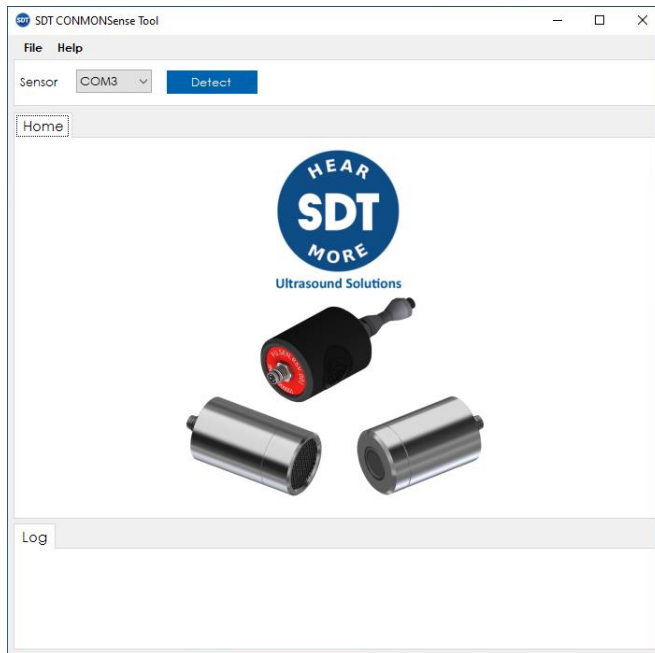 SDT CONMONSense Tool
File Help
Sensor COM3 Detect
Home
HEAR
SDT
MORE
Ultrasound Solutions
Log